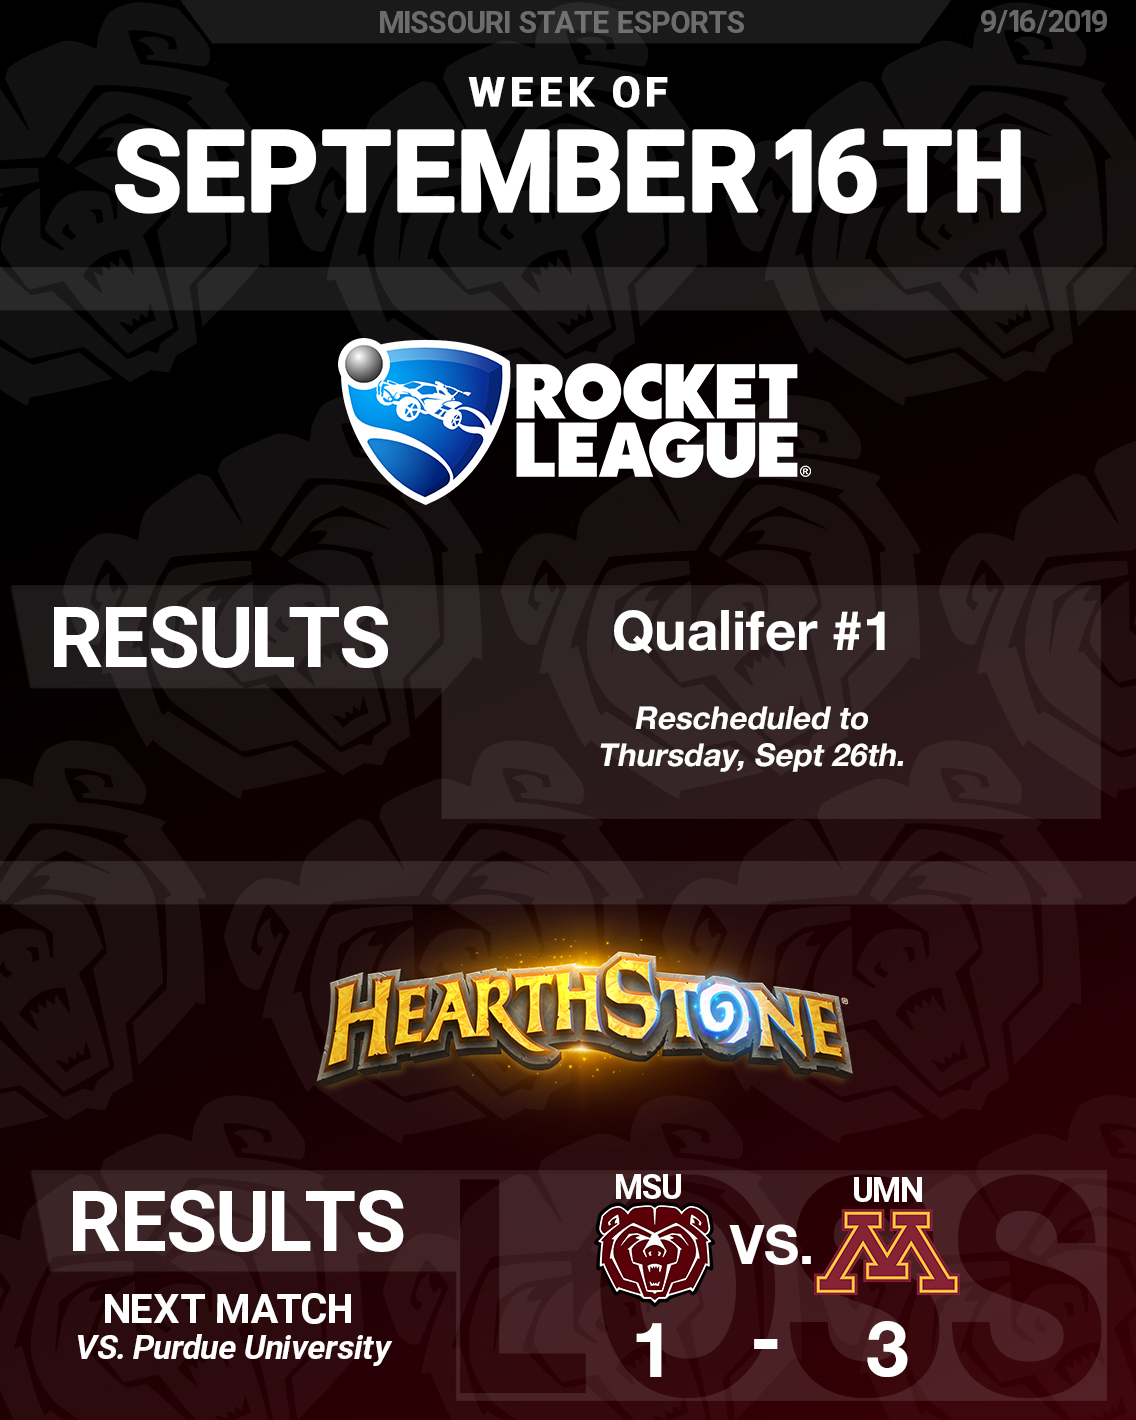 MISSOURI STATE ESPORTS
9/16/2019
WEEK OF
SEPTEMBER 16TH
ROCKET
LEAGUE®
RESULTS
Qualifer #1
Rescheduled to
Thursday, Sept 26th.
HEARTHSTONE®
RESULTS
LOSS
MSU
VS.
UMN
NEXT MATCH
VS. Purdue University
1 - 3